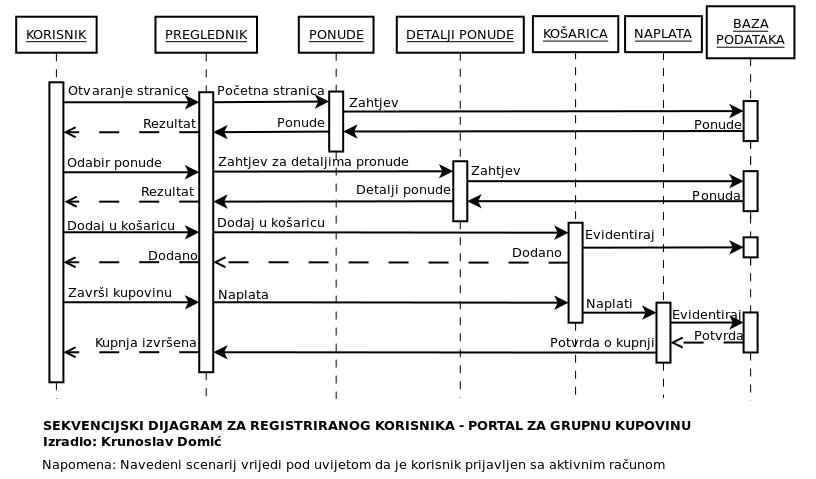 KORISNIK PREGLEDNIK PONUDE DETALJI PONUDE KOŠARICA NAPLATA BAZA
PODATAKA
Otvaranje stranice Početna stranica
Zahtjev
Rezultat Ponude Ponude
Odabir ponude Zahtjev za detaljima pronude
Zahtjev
Rezultat Detalji ponude Ponuda
Dodaj u košaricu Dodaj u košaricu
Evidentiraj
Dodano Dodano
Završi kupovinu Naplata
Naplati
Evidentiraj
Potvrda
Kupnja izvršena Potvrda o kupnji
SEKVENCIJSKI DIJAGRAM ZA REGISTRIRANOG KORISNIKA - PORTAL ZA GRUPNU KUPOVINU
Izradio: Krunoslav Domić
Napomena: Navedeni scenarij vrijedi pod uvijetom da je korisnik prijavljen sa aktivnim računom